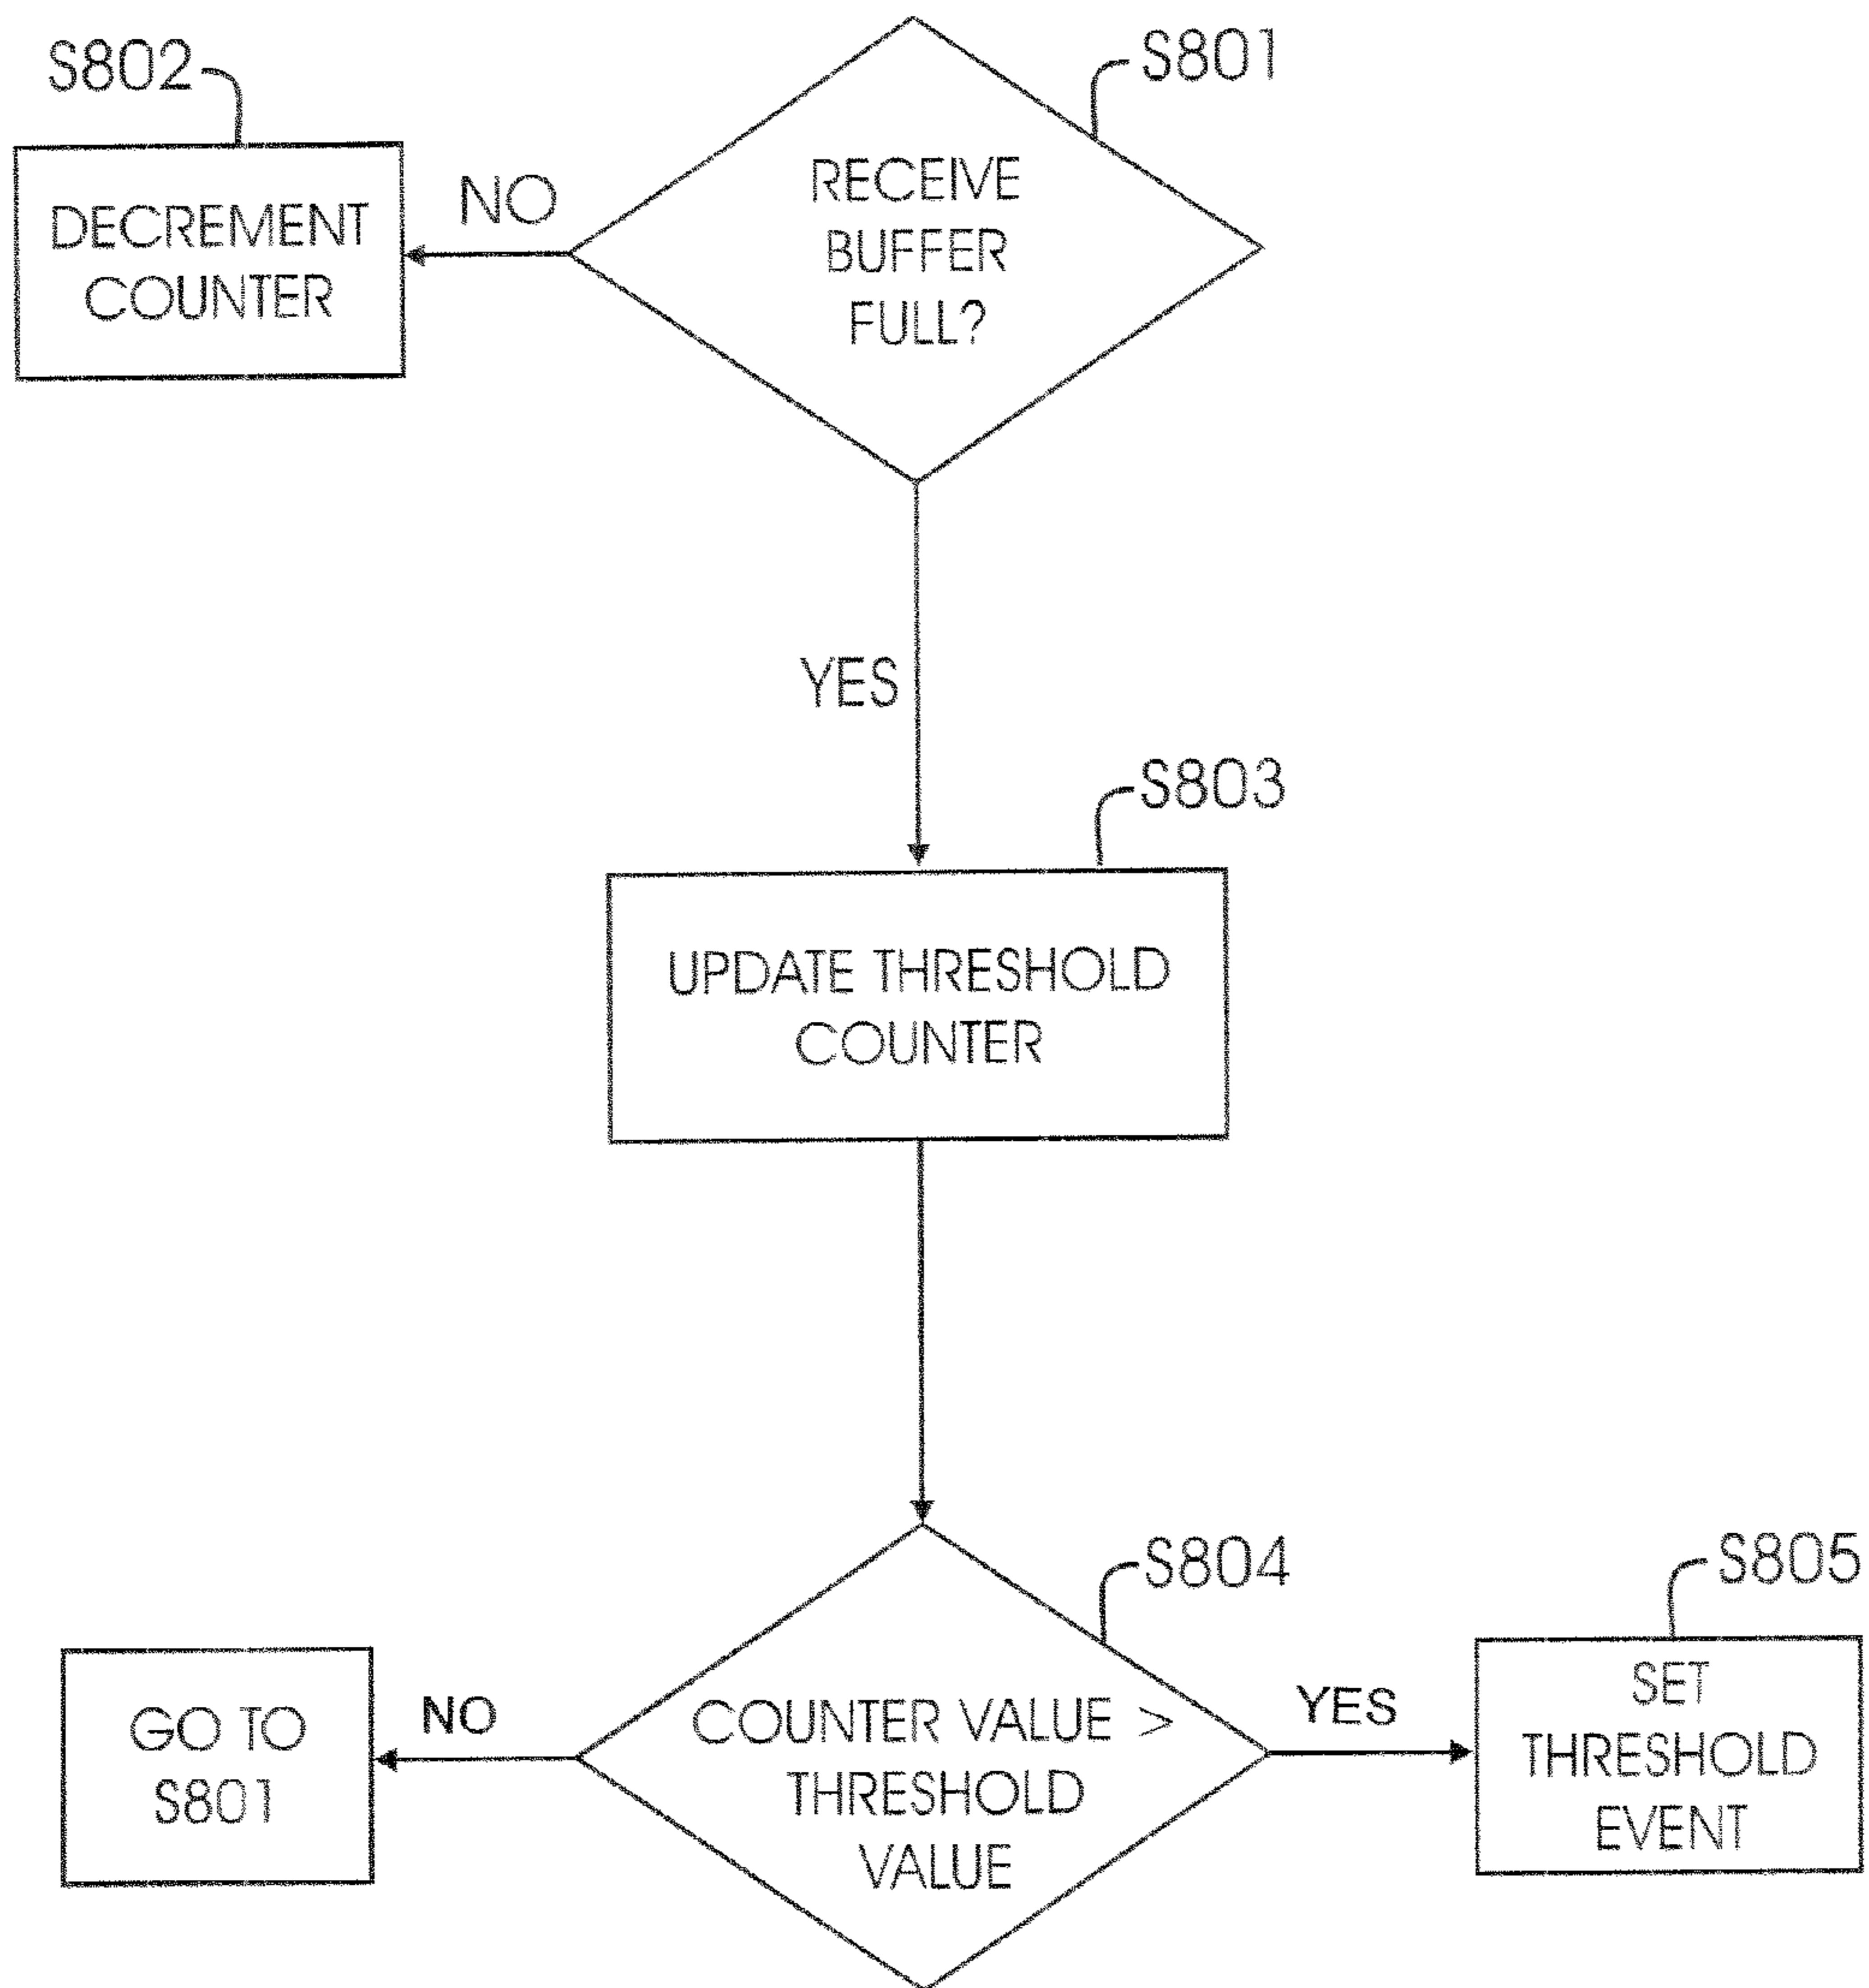 S802
S801
DECREMENT
COUNTER
NO
RECEIVE
BUFFER
FULL?
YES
S803
UPDATE THRESHOLD
COUNTER
S804
S805
GO TO
S801
NO
COUNTER VALUE >
THRESHOLD
VALUE
YES
SET
THRESHOLD
EVENT